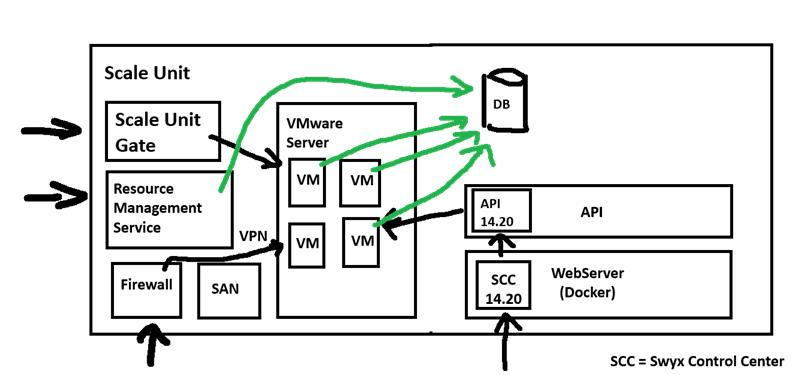 Scale Unit
Scale Unit
Gate
Resource
Management
Service
VPN
Firewall
SAN
VMware
Server
VM
VM
VM
VM
DB
API
14.20
API
SCC
14.20
WebServer
(Docker)
SCC = Swyx Control Center